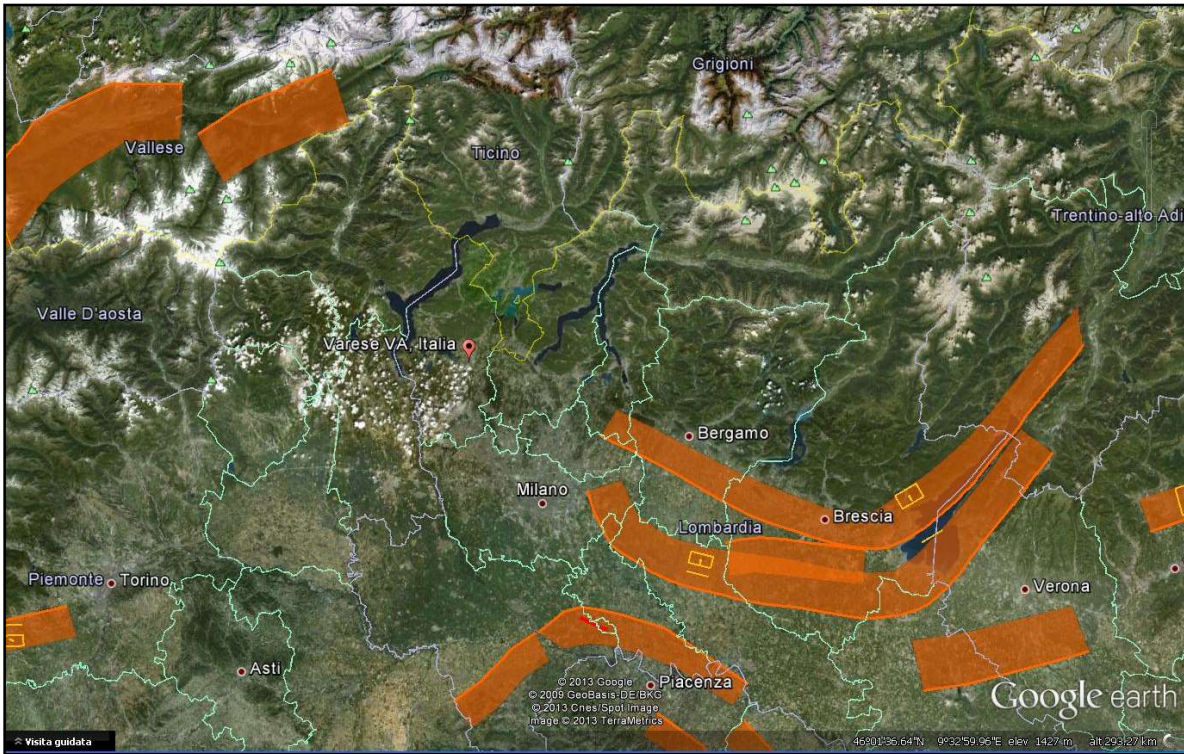 Grigioni
Vallese
Ticino
Trentino-alto Adi
Valle D'aosta
Varese VA, Italia
Bergamo
Milano
Brescia
Lombardia
Piemonte
Torino
Verona
Asti
Piacenza
© 2013 Google
© 2009 GeoBasis-DE/BKG
© 2013 Cnes/Spot Image
Image © 2013 TerraMetrics
Google earth
Visita guidata
46°01'36.64"N 9°32'59.96"E elev 1427 m alt 293.27 km